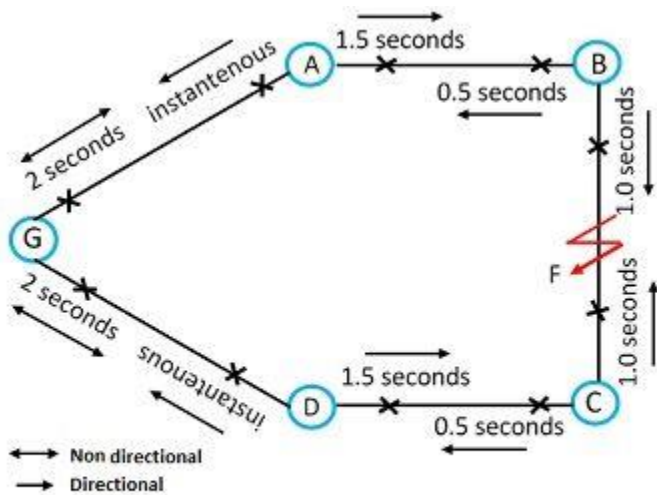 1.5 seconds
A
B
0.5 seconds
instantenous
2 seconds
1.0 seconds
G
F
2 seconds
instantenous
1.0 seconds
1.5 seconds
D
C
0.5 seconds
Non directional
Directional